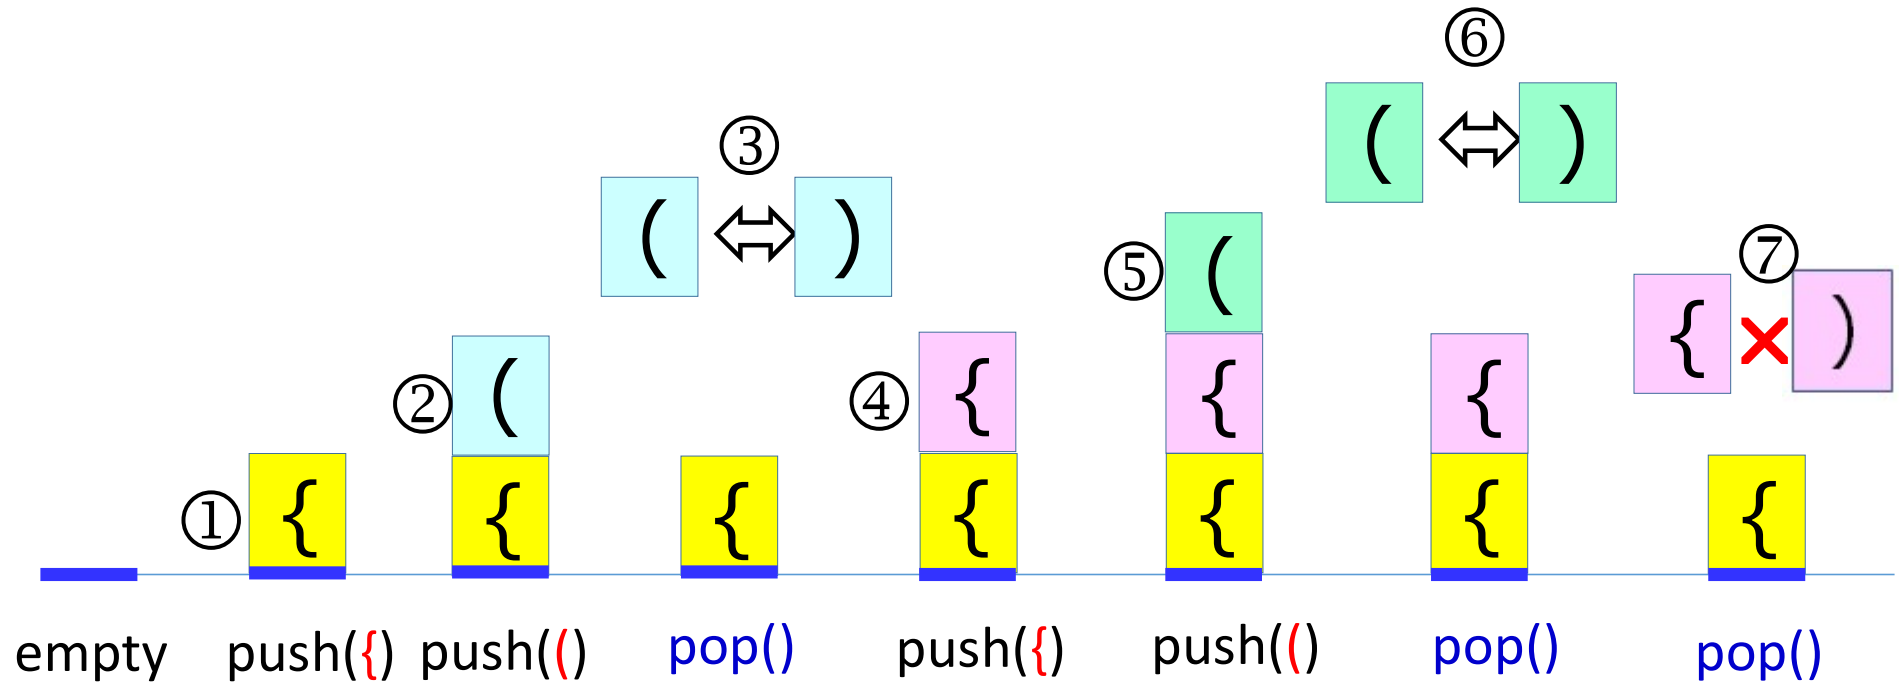 ⑥
( )
③
( )
⑤ (
⑦
{ × )
② (
④ {
{
{
① {
{
{
{
{
{
{
empty
push({)
push(()
pop()
push({)
push(()
pop()
pop()